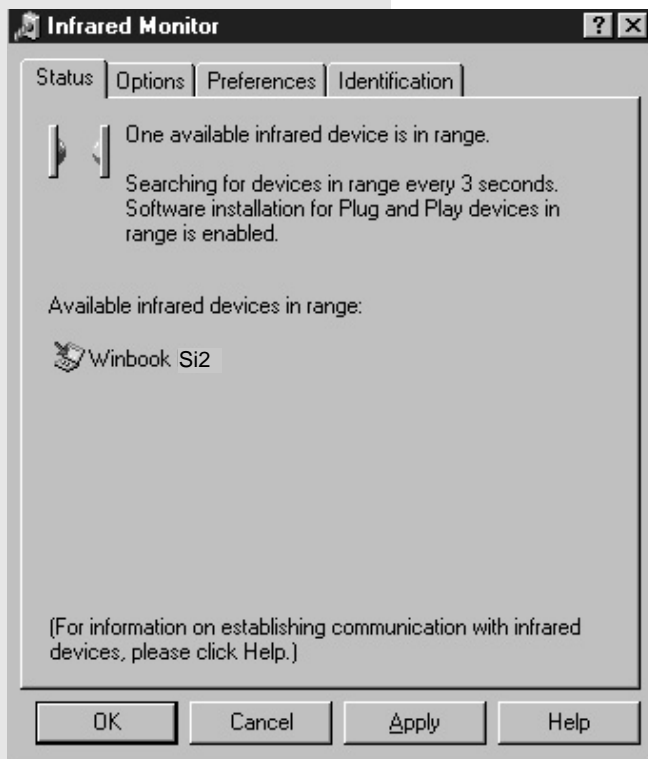 Infrared Monitor
Status Options Preferences Identification
One available infrared device is in range.
Searching for devices in range every 3 seconds.
Software installation for Plug and Play devices in
range is enabled.
Available infrared devices in range:
Winbook Si2
(For information on establishing communication with infrared
devices, please click Help.)
OK Cancel Apply Help